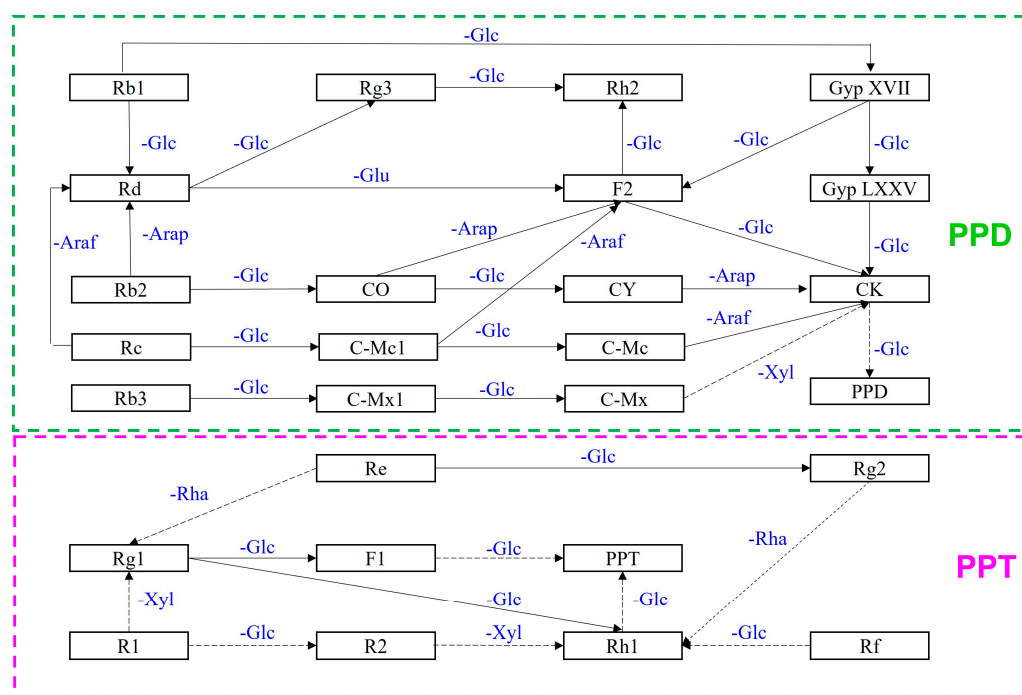 -Glc
Rb1
Rg3
-Glc
Rh2
Gyp XVII
-Glc
-Glc
-Glc
-Glc
-Glc
Rd
-Glu
F2
Gyp LXXV
PPD
-Araf
-Arap
-Arap
-Araf
-Glc
-Glc
Rb2
-Glc
CO
-Glc
CY
-Arap
CK
Rc
-Glc
C-Mc1
-Glc
C-Mc
-Araf
-Glc
Rb3
-Glc
C-Mx1
-Glc
C-Mx
-Xyl
PPD
Re
-Glc
Rg2
-Rha
-Rha
Rg1
-Glc
F1
-Glc
PPT
PPT
-Xyl
-Glc
-Glc
R1
-Glc
R2
-Xyl
Rh1
-Glc
Rf